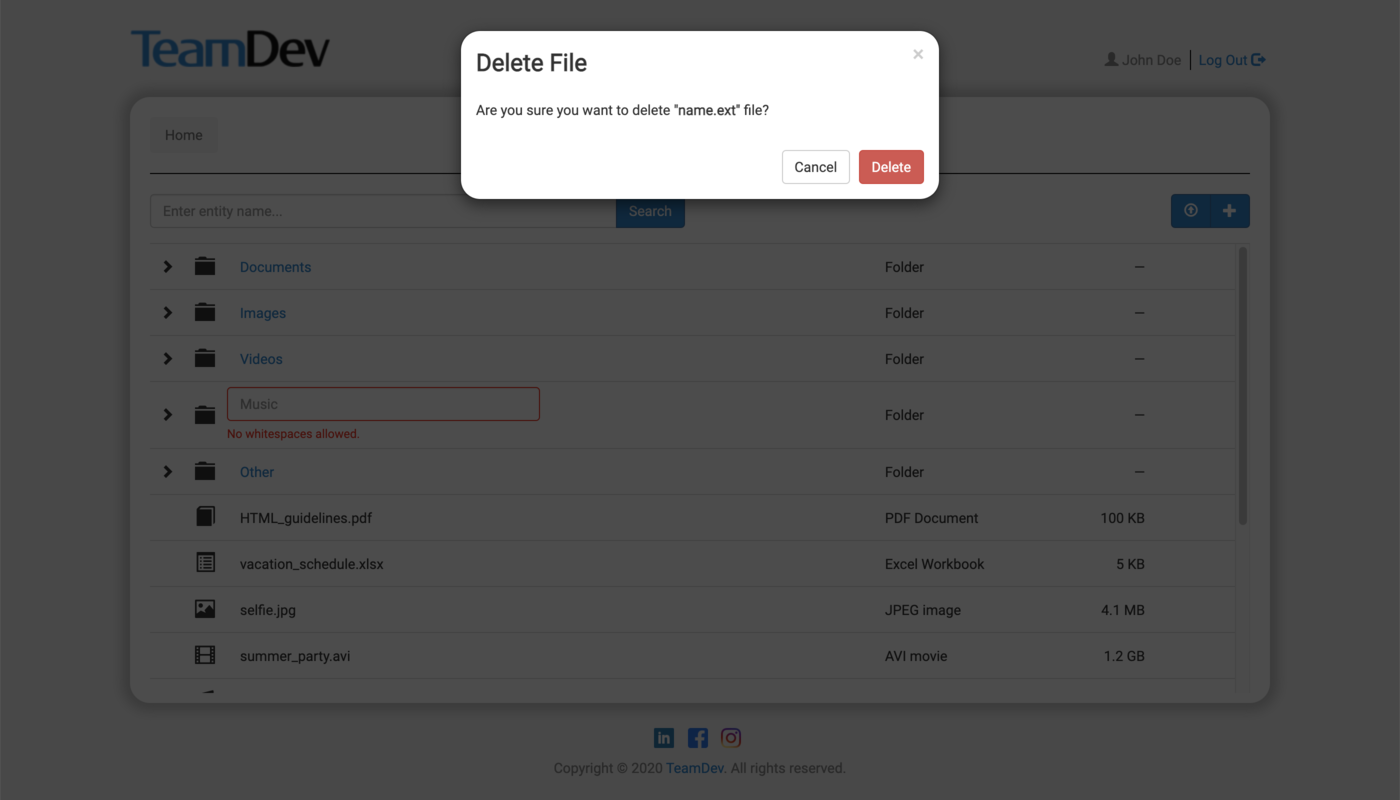 TeamDev
Delete File
×
Are you sure you want to delete "name.ext" file?
Cancel
Delete
John Doe
Log Out
Home
Enter entity name...
Search
Documents Folder —
Images Folder —
Videos Folder —
Music Folder —
No whitespaces allowed.
Other Folder —
HTML_guidelines.pdf PDF Document 100 KB
vacation_schedule.xlsx Excel Workbook 5 KB
selfie.jpg JPEG image 4.1 MB
summer_party.avi AVI movie 1.2 GB
in
Copyright © 2020 TeamDev. All rights reserved.